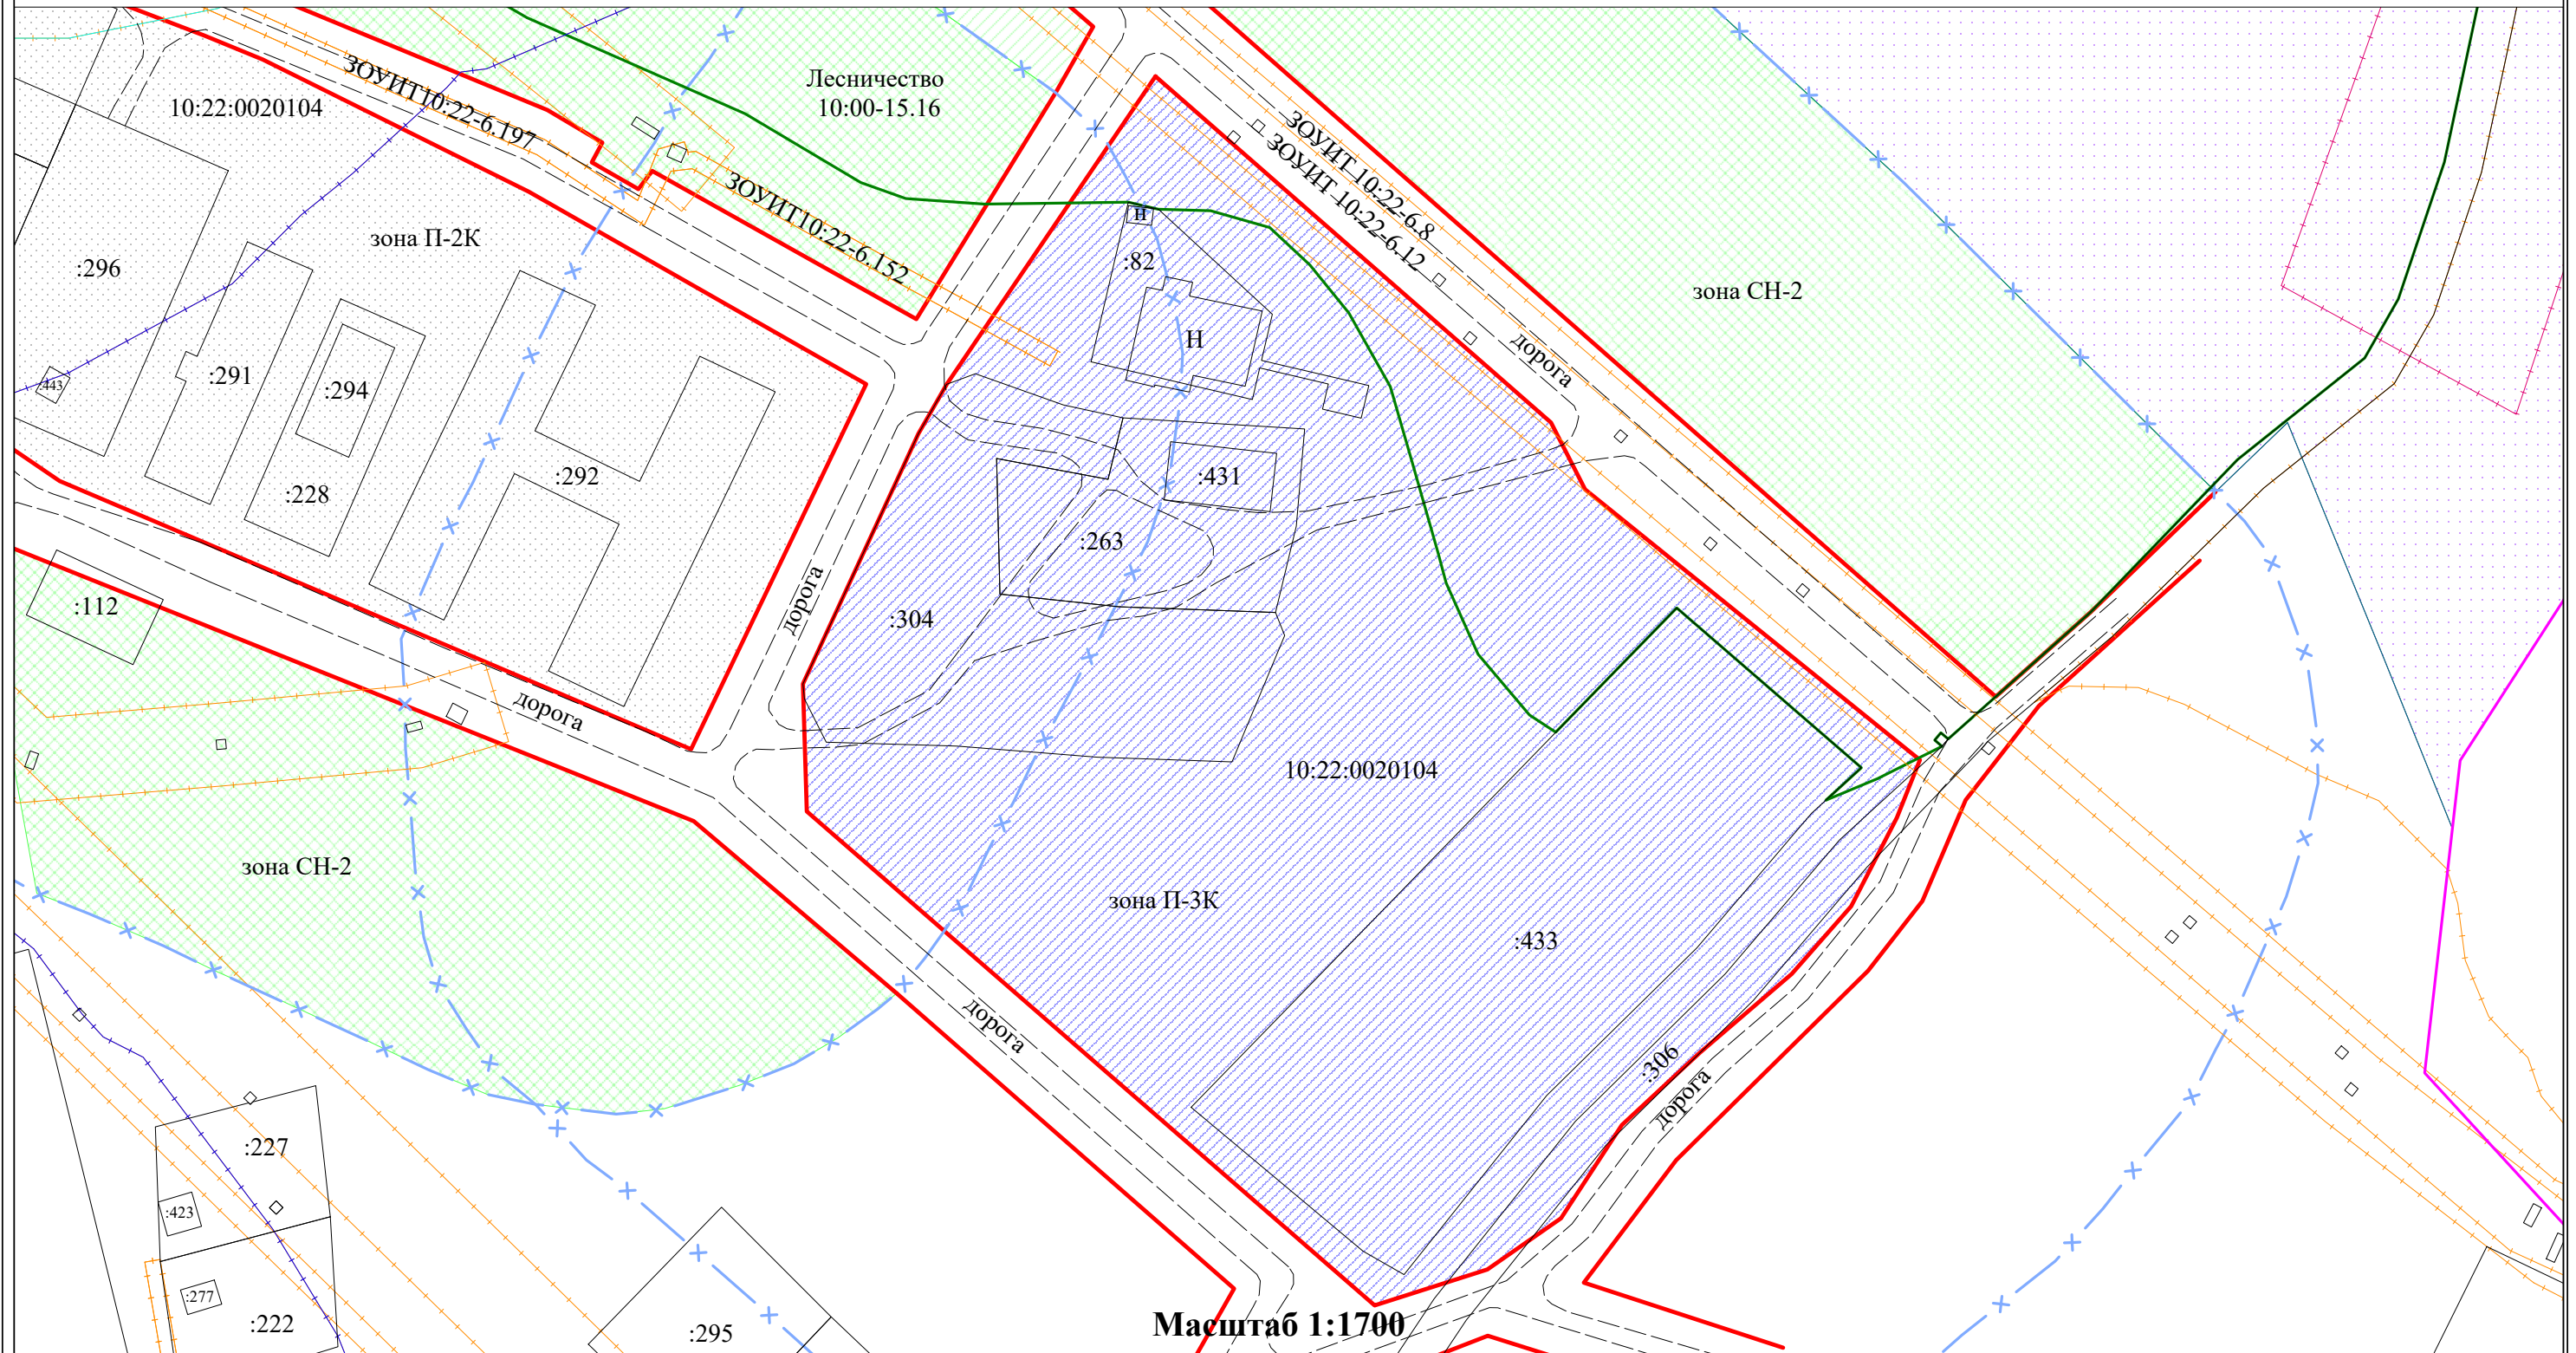 ЗОУИТ10:22-6.197
Лесничество
10:00-15.16
10:22:0020104
ЗОУИТ 10:22-6.8
ЗОУИТ 10:22-6.12
ЗОУИТ10:22-6.152
н
зона П-2К
:82
:296
зона СН-2
Н
дорога
:291
:443
:294
:292
:431
:228
:263
:112
дорога
:304
дорога
10:22:0020104
зона СН-2
зона П-3К
:433
дорога
:306
дорога
:227
:423
:277
:222
:295
Масштаб 1:1700